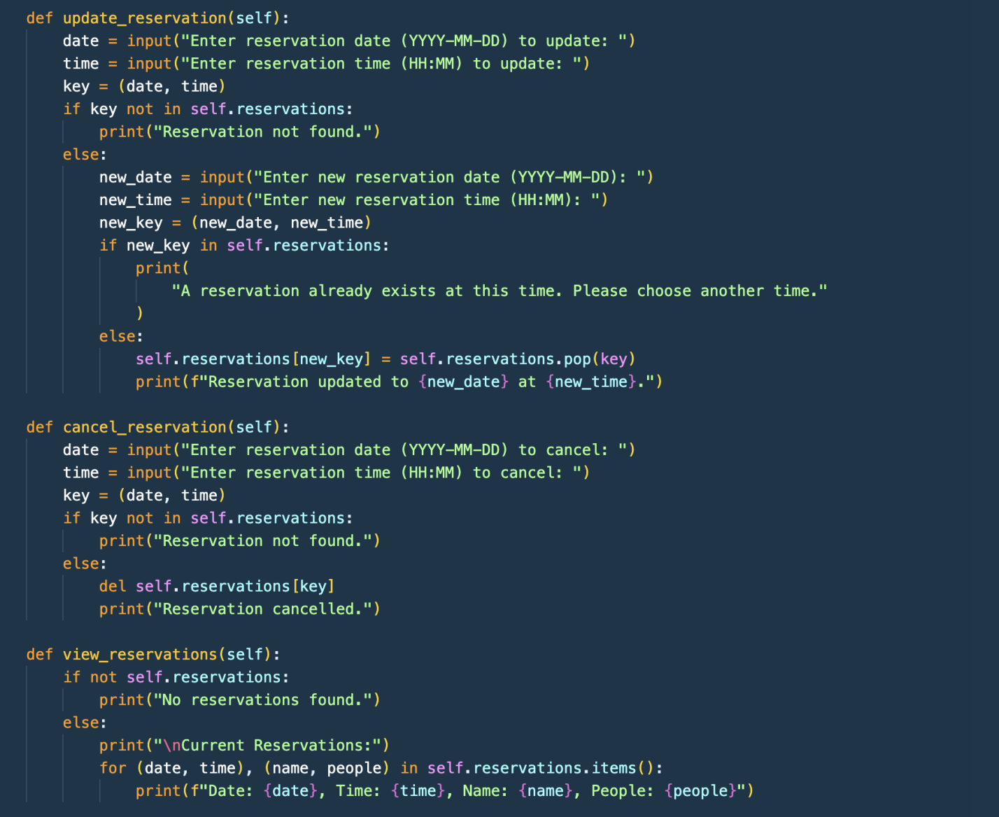 def update_reservation(self):
    date = input("Enter reservation date (YYYY-MM-DD) to update: ")
    time = input("Enter reservation time (HH:MM) to update: ")
    key = (date, time)
    if key not in self.reservations:
        print("Reservation not found.")
    else:
        new_date = input("Enter new reservation date (YYYY-MM-DD): ")
        new_time = input("Enter new reservation time (HH:MM): ")
        new_key = (new_date, new_time)
        if new_key in self.reservations:
            print(
                "A reservation already exists at this time. Please choose another time."
            )
        else:
            self.reservations[new_key] = self.reservations.pop(key)
            print(f"Reservation updated to {new_date} at {new_time}.")

def cancel_reservation(self):
    date = input("Enter reservation date (YYYY-MM-DD) to cancel: ")
    time = input("Enter reservation time (HH:MM) to cancel: ")
    key = (date, time)
    if key not in self.reservations:
        print("Reservation not found.")
    else:
        del self.reservations[key]
        print("Reservation cancelled.")

def view_reservations(self):
    if not self.reservations:
        print("No reservations found.")
    else:
        print("\nCurrent Reservations:")
        for (date, time), (name, people) in self.reservations.items():
            print(f"Date: {date}, Time: {time}, Name: {name}, People: {people}")